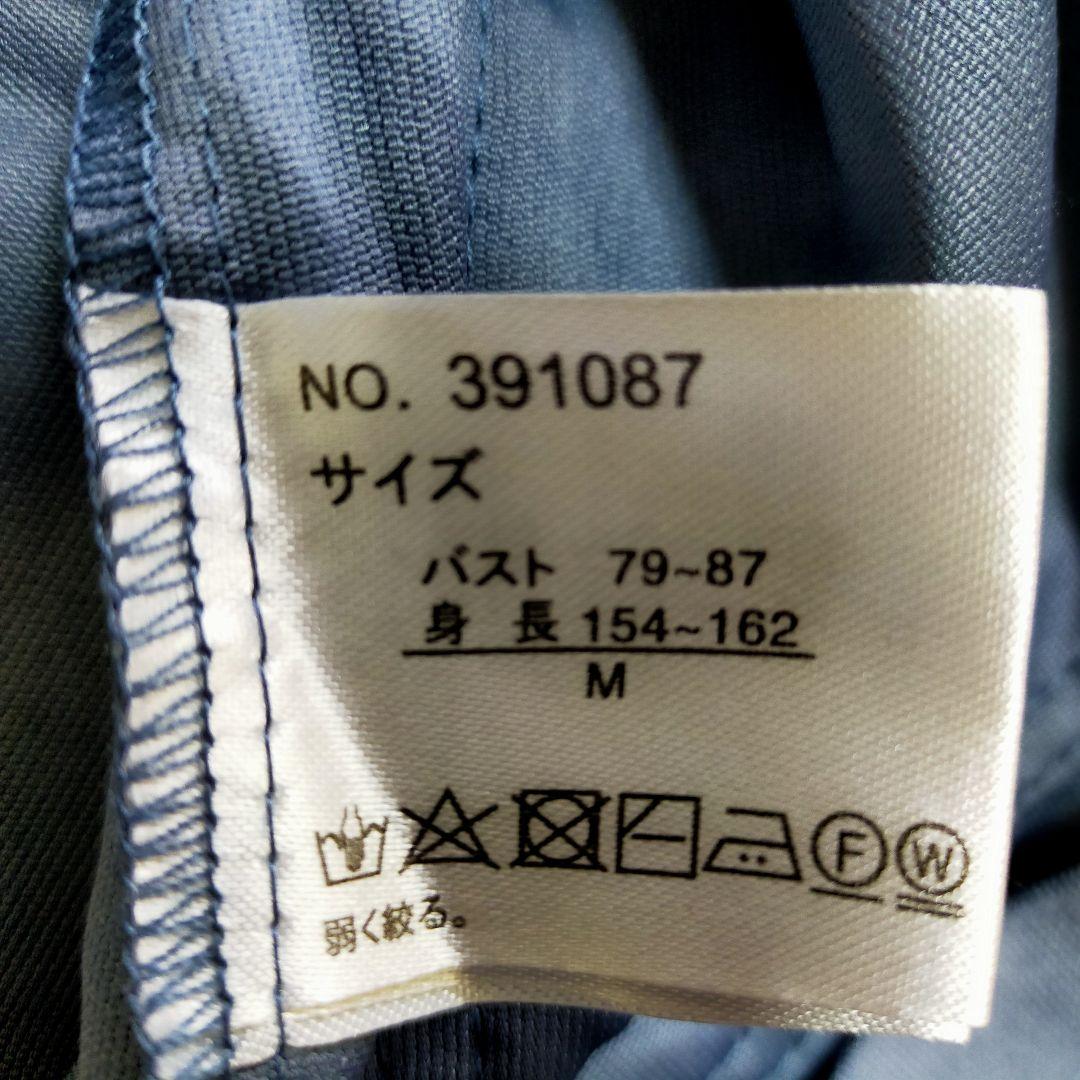 NO. 391087
サイズ
バスト 79~87
身 長 154~162
M
F W
弱く絞る。